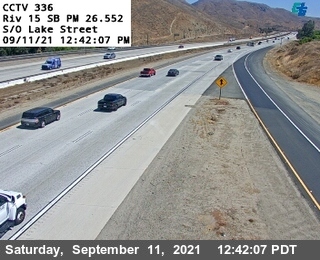 CCTV 336
Riv 15 SB PM 26.552
S/O Lake Street
09/11/21 12:42:07 PM
Saturday, September 11, 2021 12:42:07 PDT